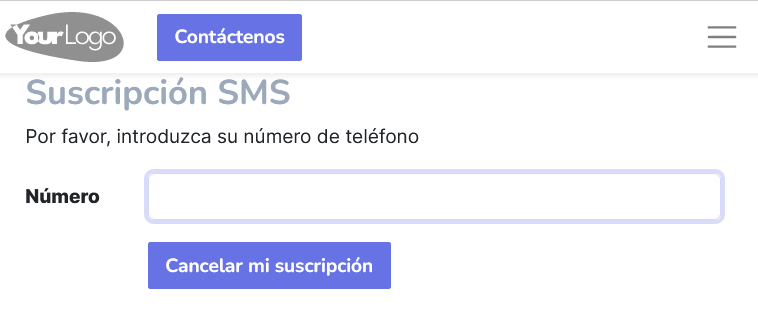 YourLogo
Contáctenos
Suscripción SMS
Por favor, introduzca su número de teléfono
Número
Cancelar mi suscripción